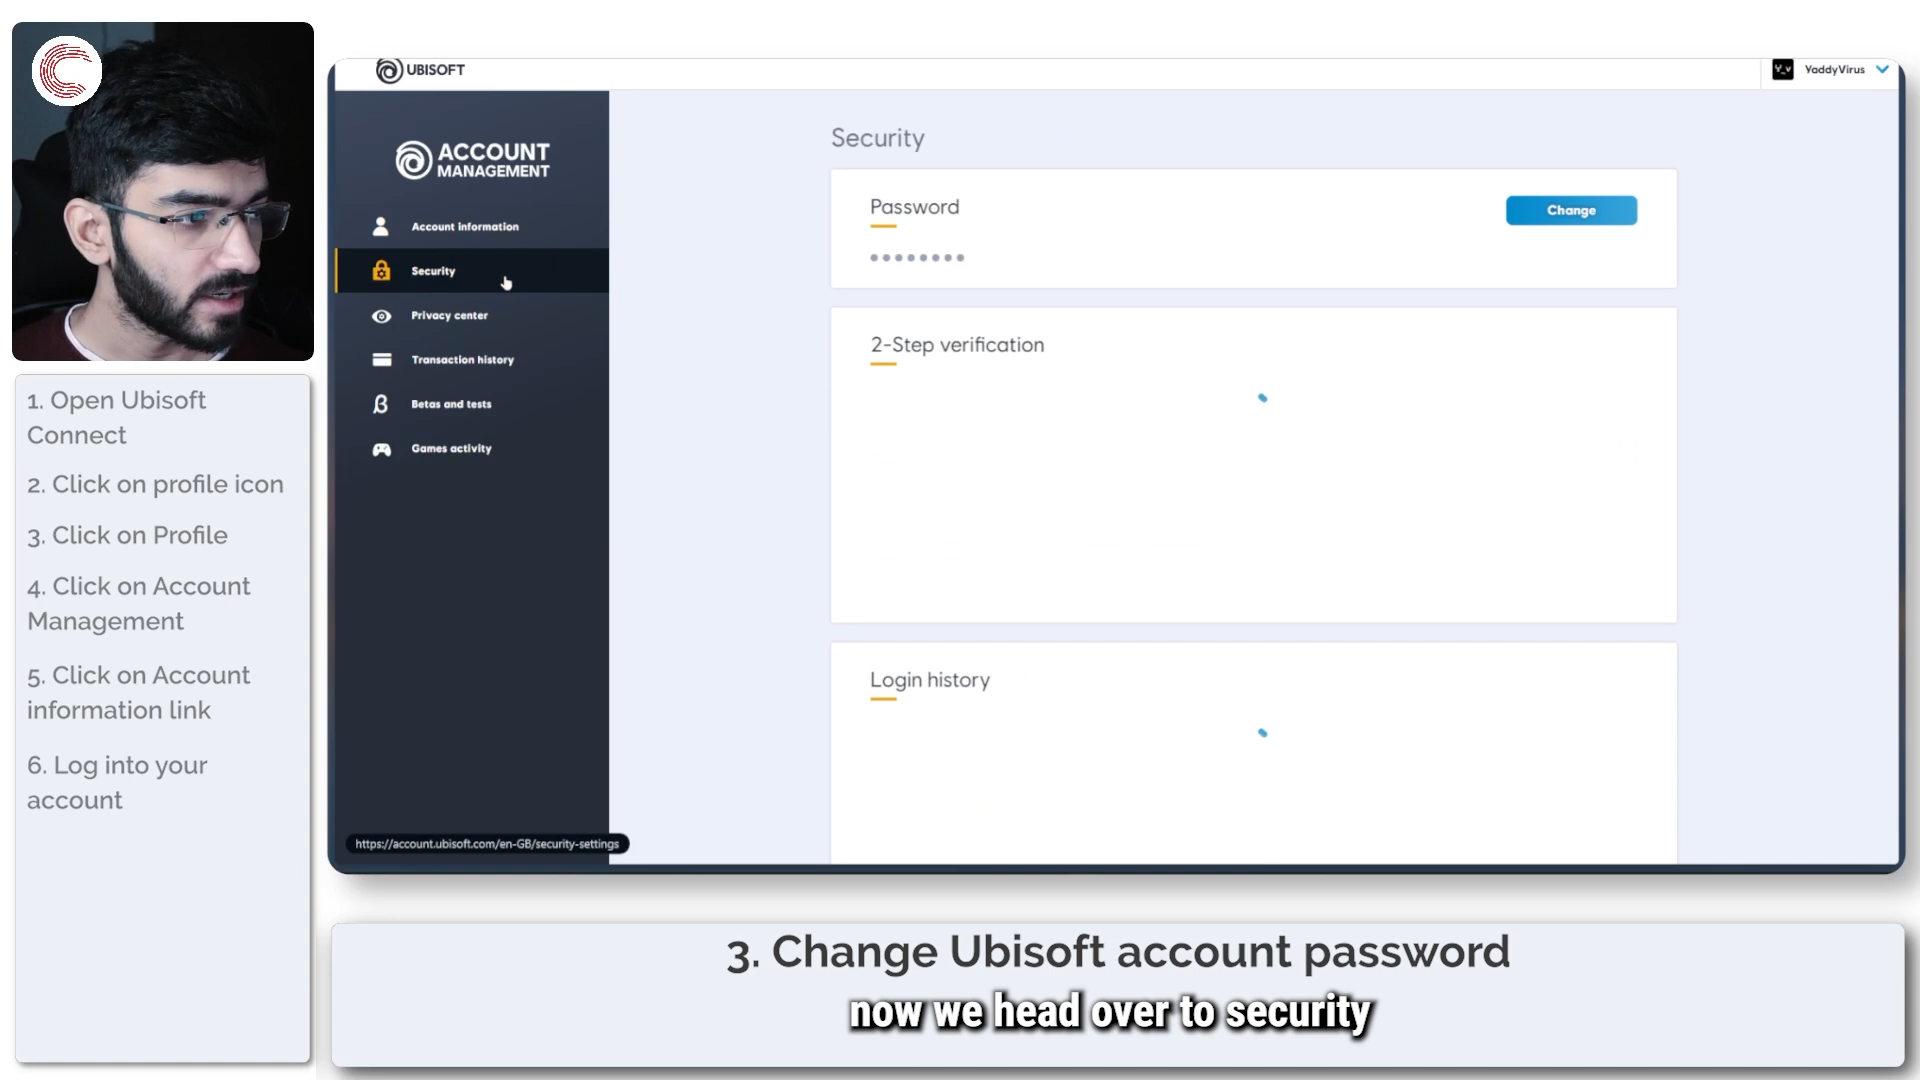 UBISOFT
YaddyVirus
ACCOUNT
MANAGEMENT
Account information
Security
Privacy center
Transaction history
Betas and tests
Games activity
https://account.ubisoft.com/en-GB/security-settings
Security
Password
Change
2-Step verification
Login history
1. Open Ubisoft
Connect
2. Click on profile icon
3. Click on Profile
4. Click on Account
Management
5. Click on Account
information link
6. Log into your
account
3. Change Ubisoft account password
now we head over to security